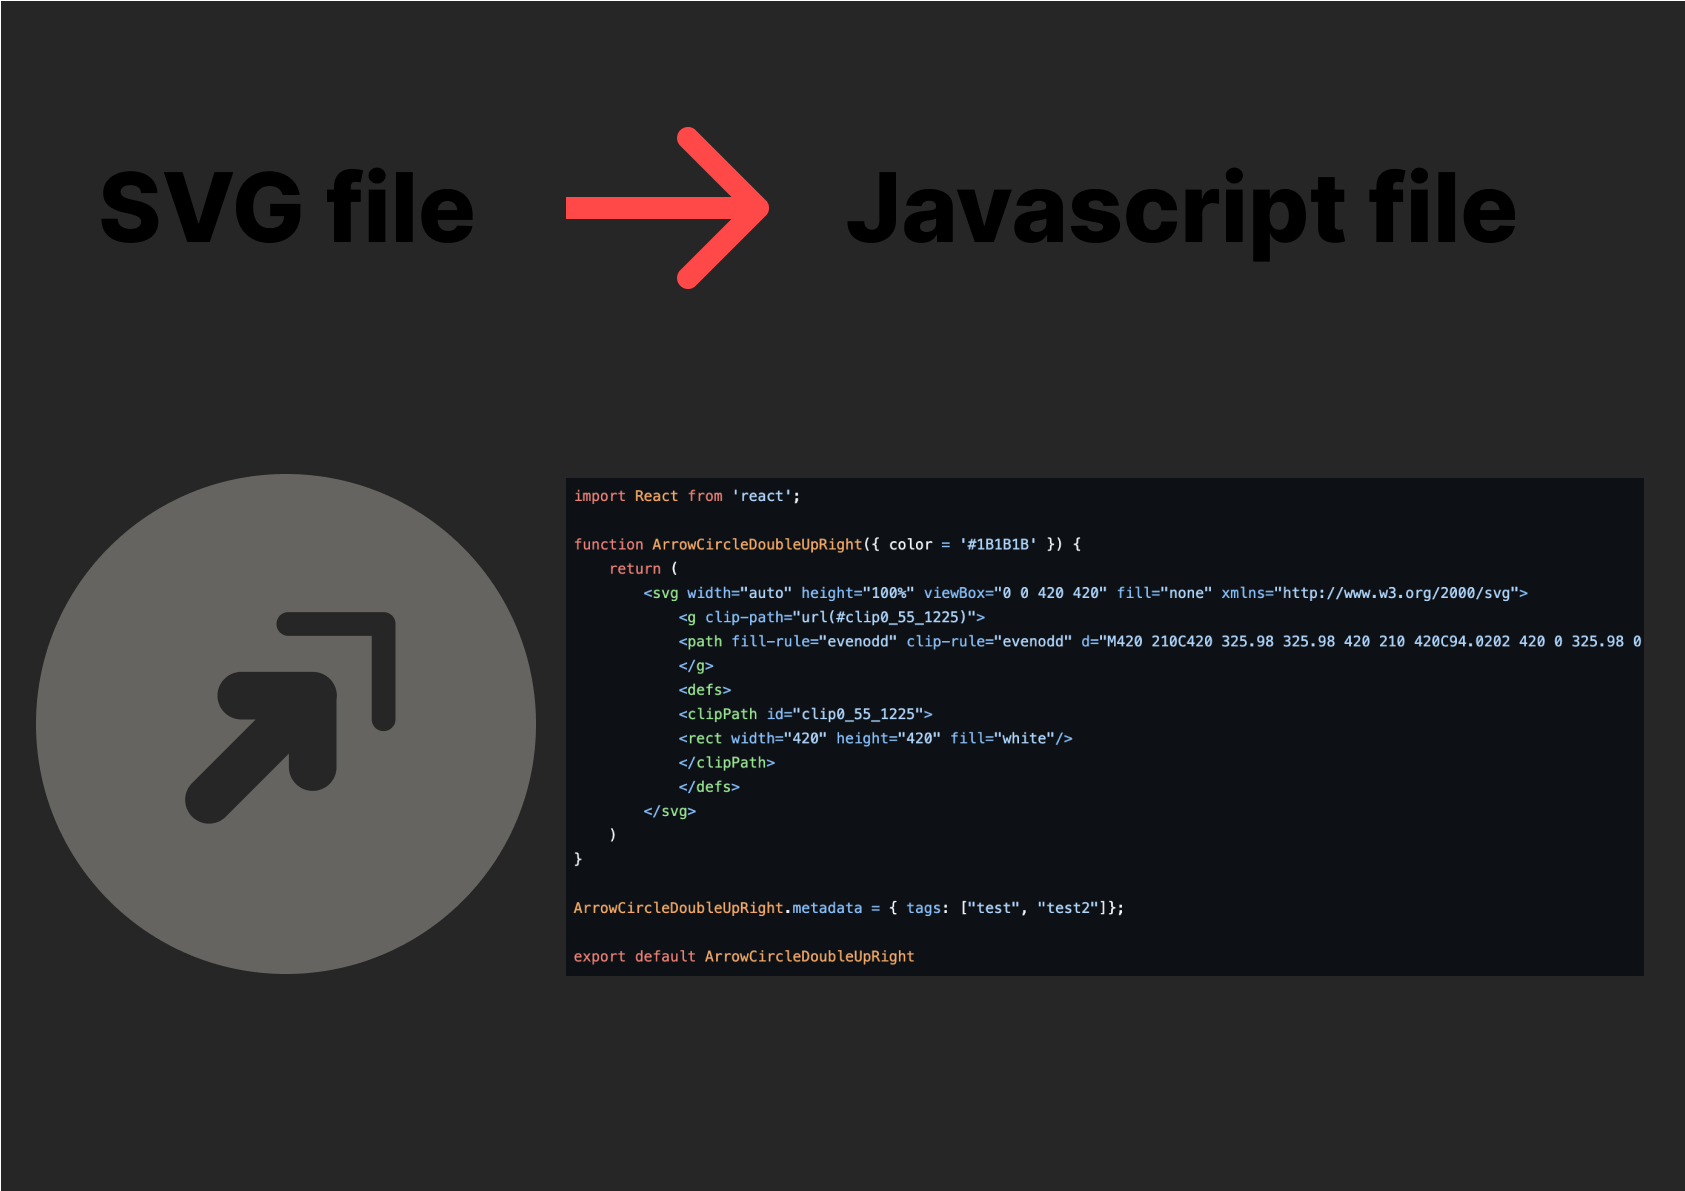 SVG file
Javascript file
import React from 'react';
function ArrowCircleDoubleUpRight({ color = '#1B1B1B' }) {
return (
<svg width="auto" height="100%" viewBox="0 0 420 420" fill="none" xmlns="http://www.w3.org/2000/svg">
<g clip-path="url(#clip0_55_1225)">
<path fill-rule="evenodd" clip-rule="evenodd" d="M420 210C420 325.98 325.98 420 210 420C94.0202 420 0 325.98 0
</g>
<defs>
<clipPath id="clip0_55_1225">
<rect width="420" height="420" fill="white"/>
</clipPath>
</defs>
</svg>
)
}
ArrowCircleDoubleUpRight.metadata = { tags: ["test", "test2"]};
export default ArrowCircleDoubleUpRight